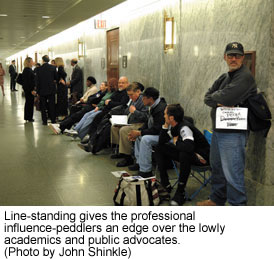 Line-standing gives the professional
influence-peddlers an edge over the lowly
academics and public advocates.
(Photo by John Shinkle)